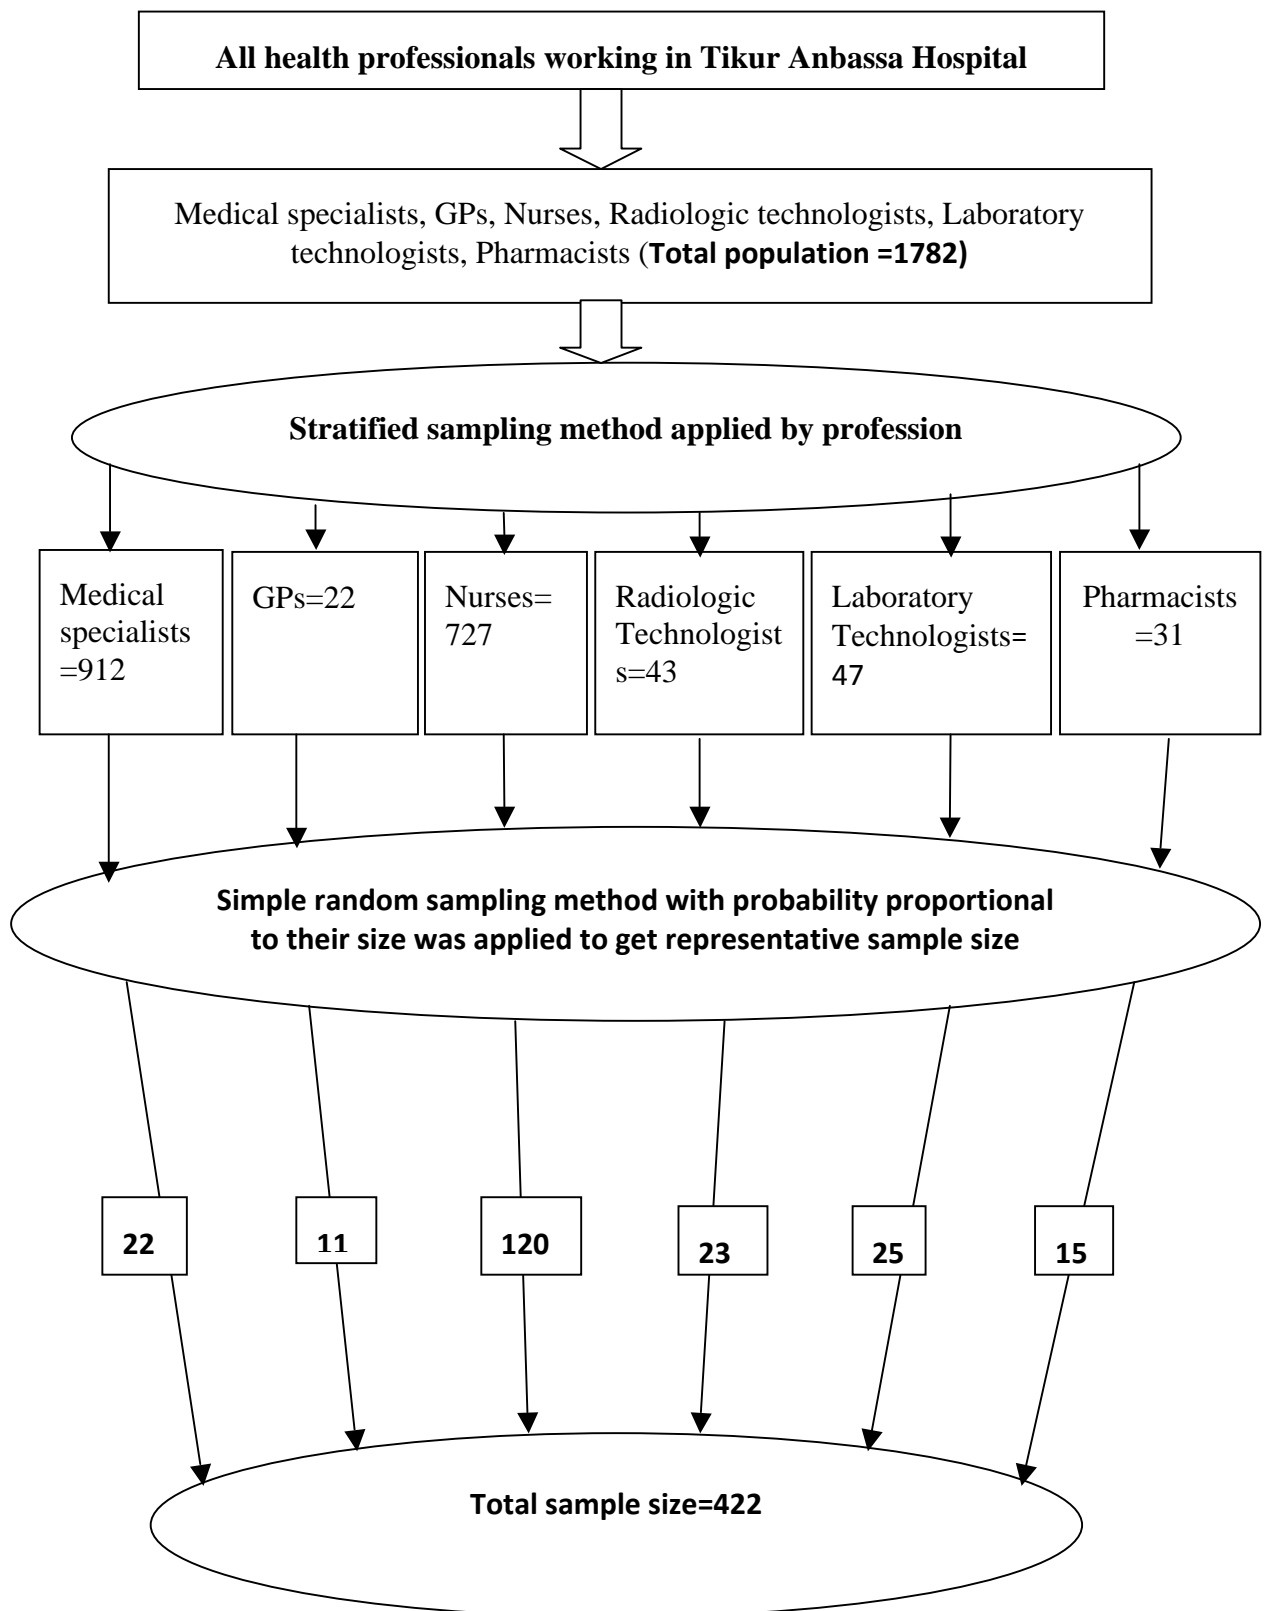 All health professionals working in Tikur Anbassa Hospital
Medical specialists, GPs, Nurses, Radiologic technologists, Laboratory
technologists, Pharmacists (Total population =1782)
Stratified sampling method applied by profession
Medical
specialists
=912
GPs=22
Nurses=
727
Radiologic
Technologist
s=43
Laboratory
Technologists=
47
Pharmacists
=31
Simple random sampling method with probability proportional
to their size was applied to get representative sample size
22
11
120
23
25
15
Total sample size=422